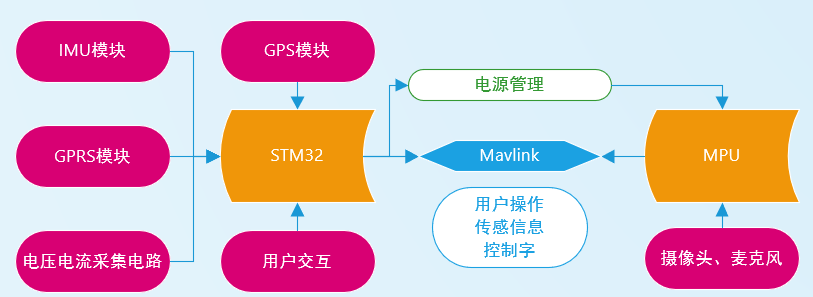 IMU模块
GPS模块
电源管理
GPRS模块
STM32
Mavlink
MPU
用户操作
传感信息
控制字
电压电流采集电路
用户交互
摄像头、麦克风